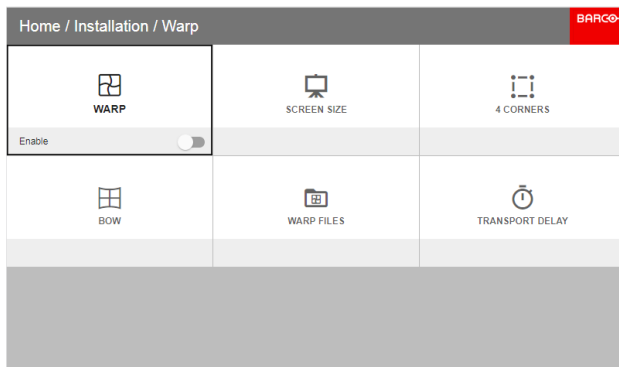 Home / Installation / Warp
BARCO
WARP
SCREEN SIZE
4 CORNERS
Enable
BOW
WARP FILES
TRANSPORT DELAY